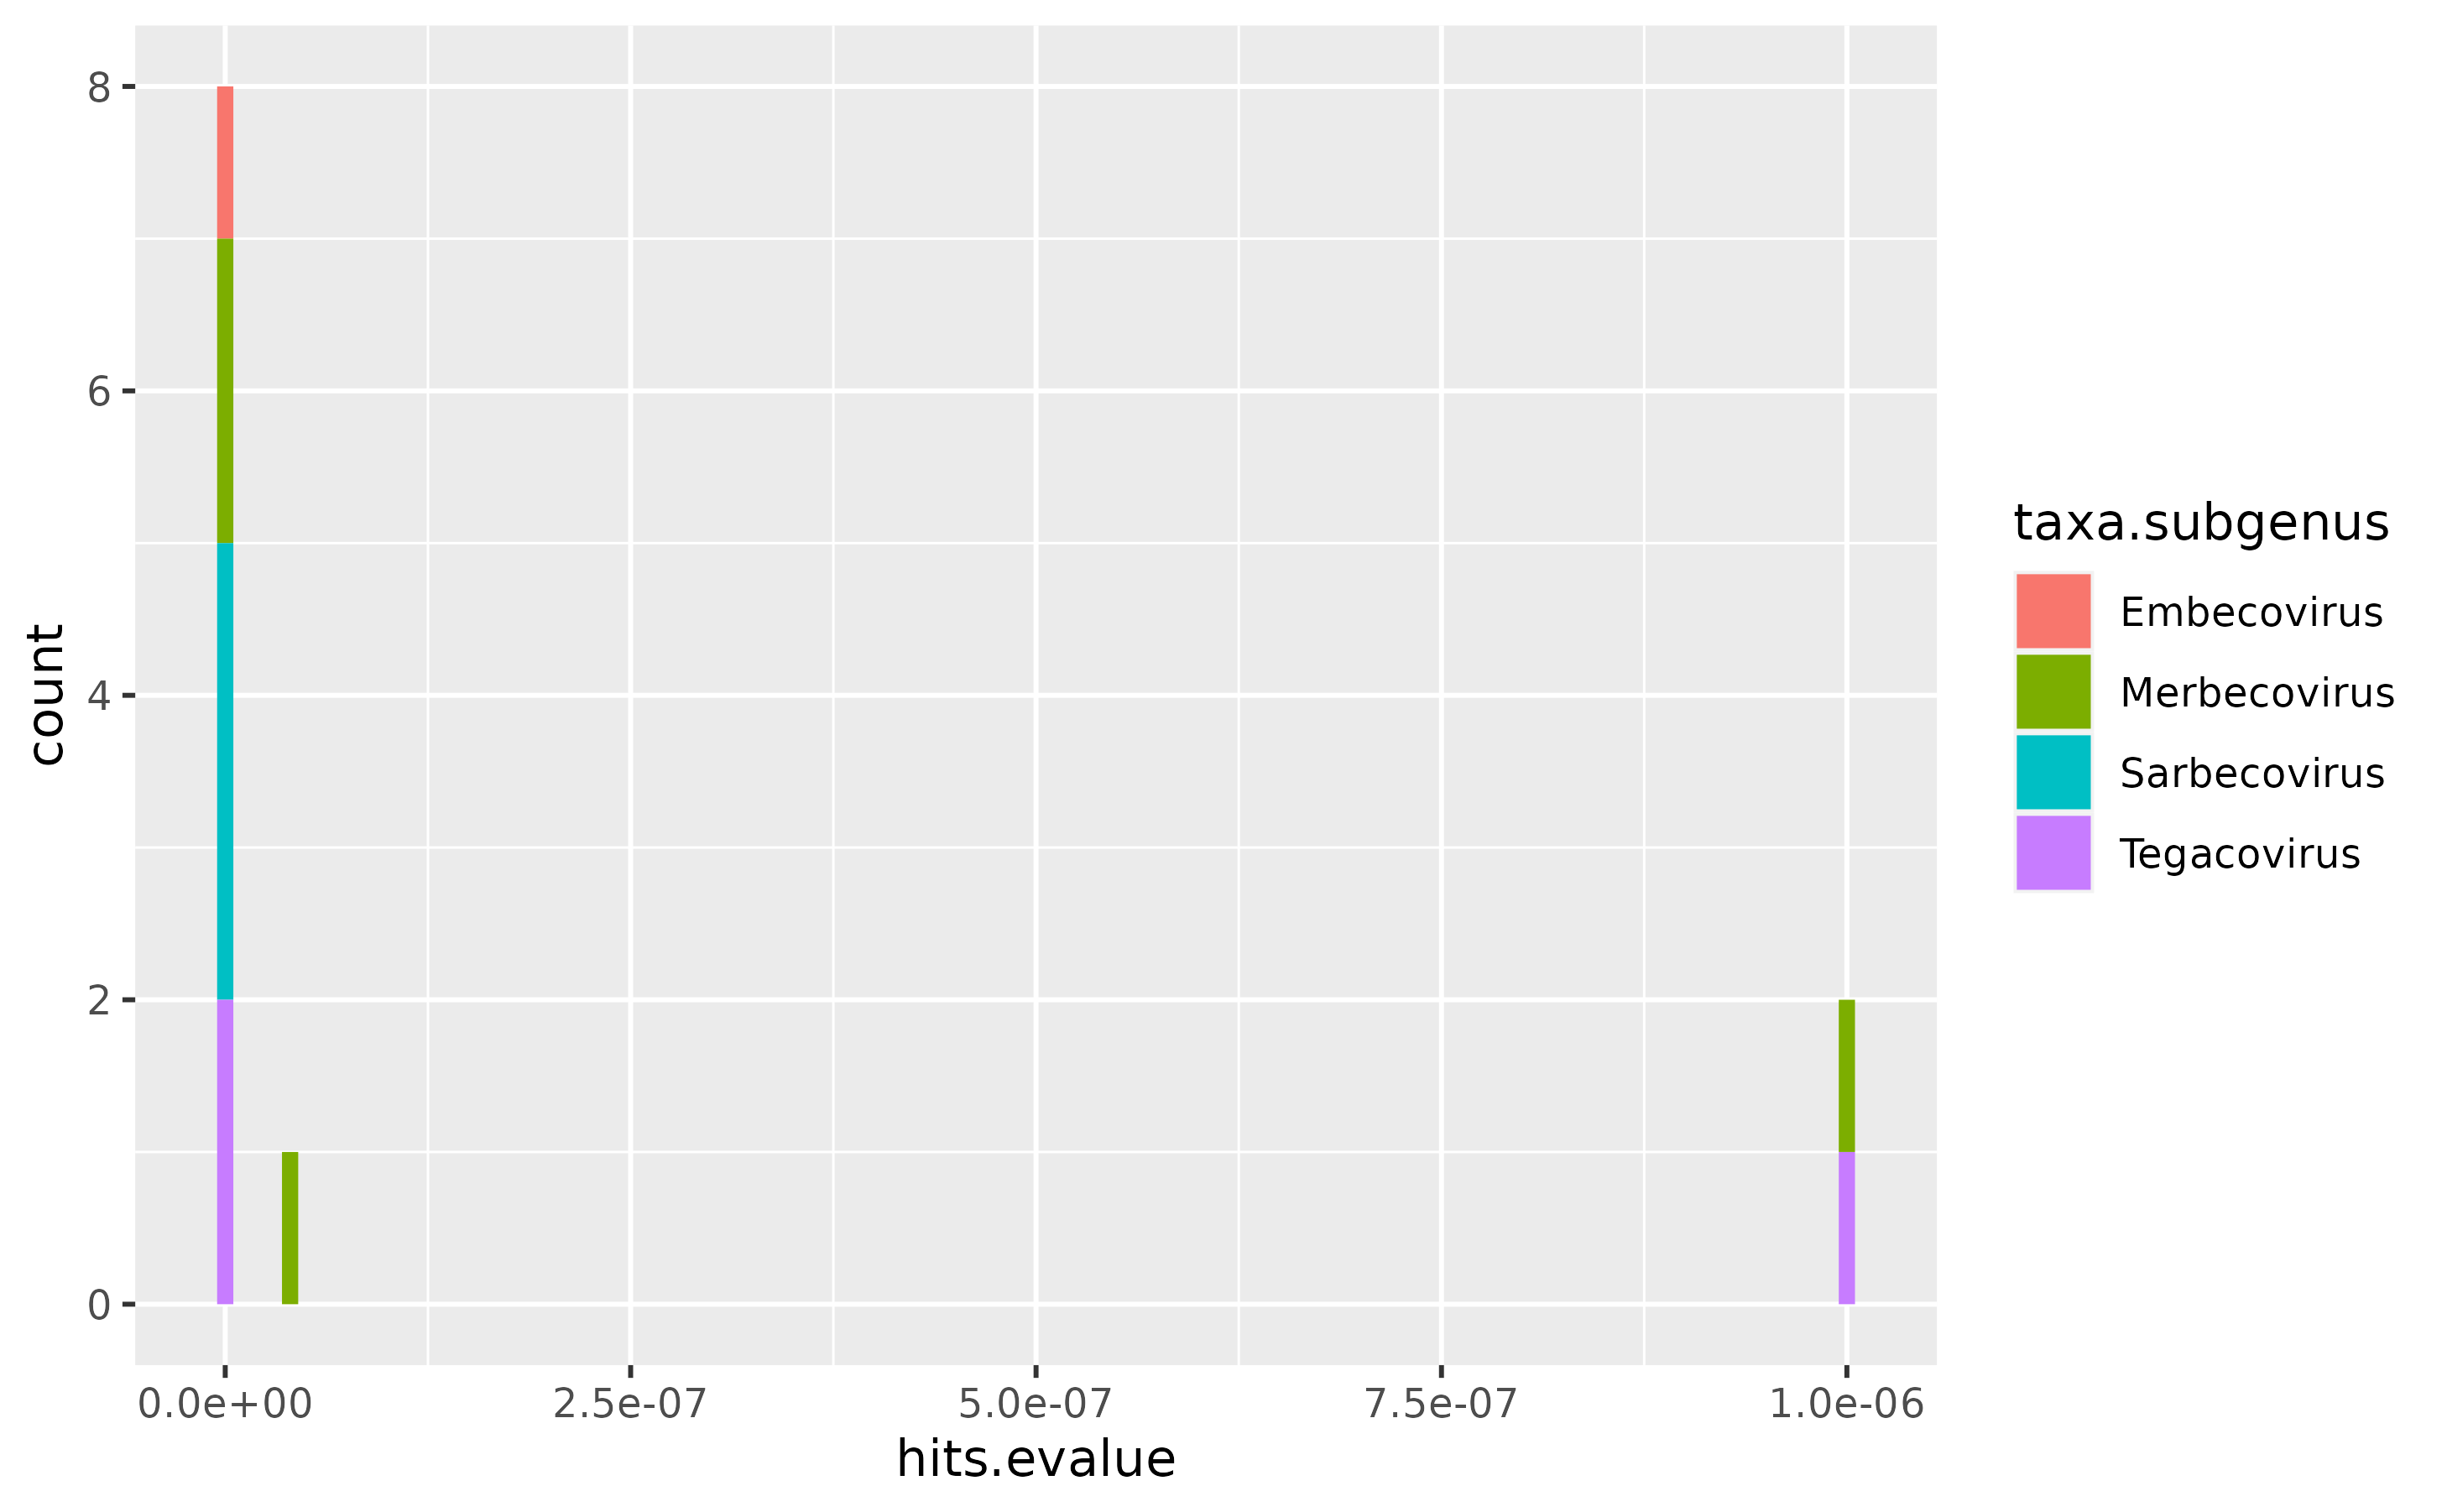 8
6
4
2
0
count
0.0e+00
2.5e-07
5.0e-07
7.5e-07
1.0e-06
hits.evalue
taxa.subgenus
Embecovirus
Merbecovirus
Sarbecovirus
Tegacovirus